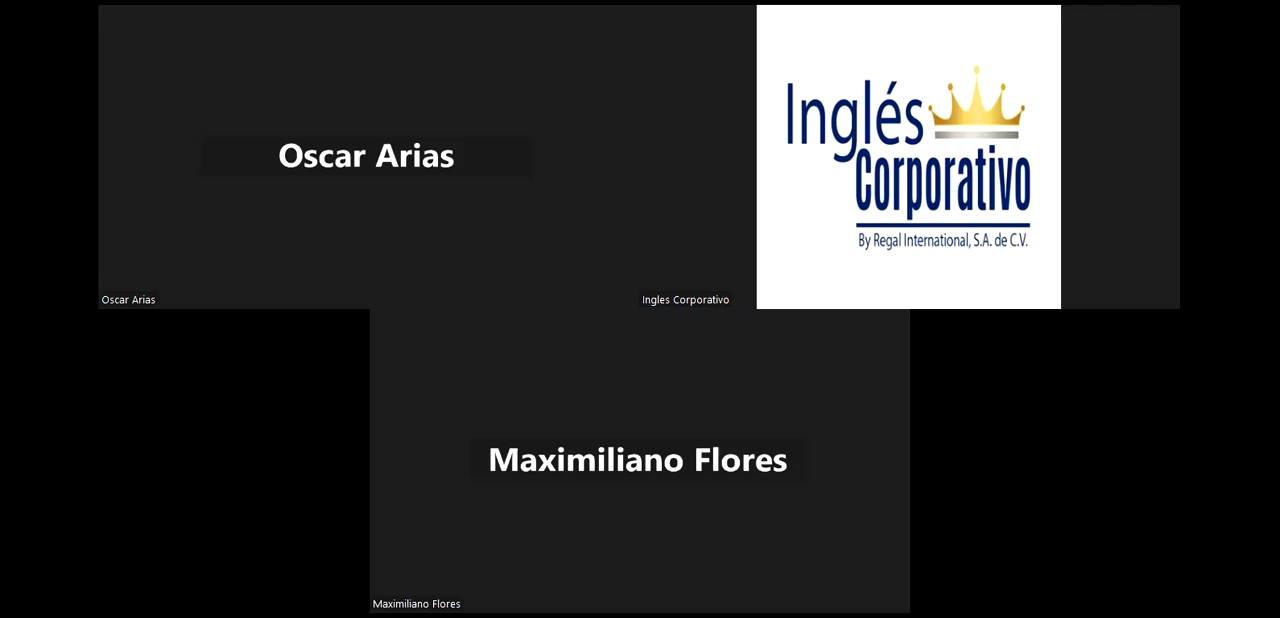 Oscar Arias
Oscar Arias
Inglés
Corporativo
By Regal International, S.A. de C.V.
Ingles Corporativo
Maximiliano Flores
Maximiliano Flores